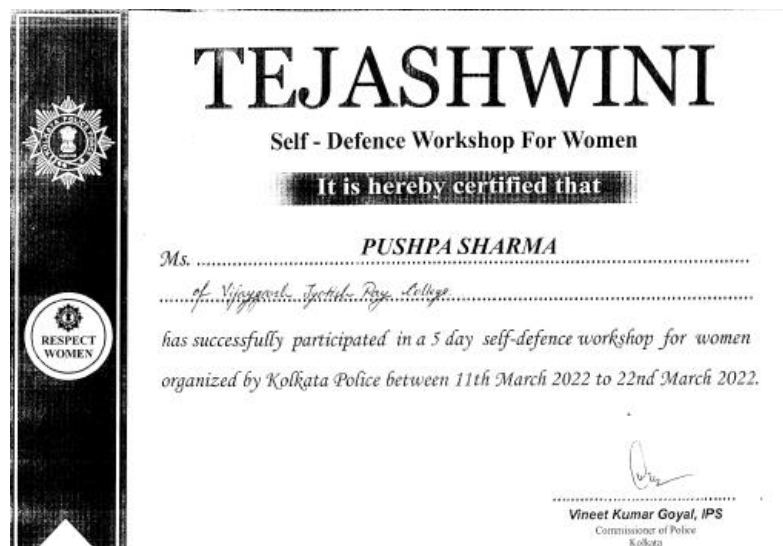 TEJASHWINI
Self - Defence Workshop For Women
It is hereby certified that
Ms. PUSHPA SHARMA
of Vijaygarh Jyotish Ray College
has successfully participated in a 5 day self-defence workshop for women
organized by Kolkata Police between 11th March 2022 to 22nd March 2022.
RESPECT
WOMEN
Vineet Kumar Goyal, IPS
Commissioner of Police
Kolkata